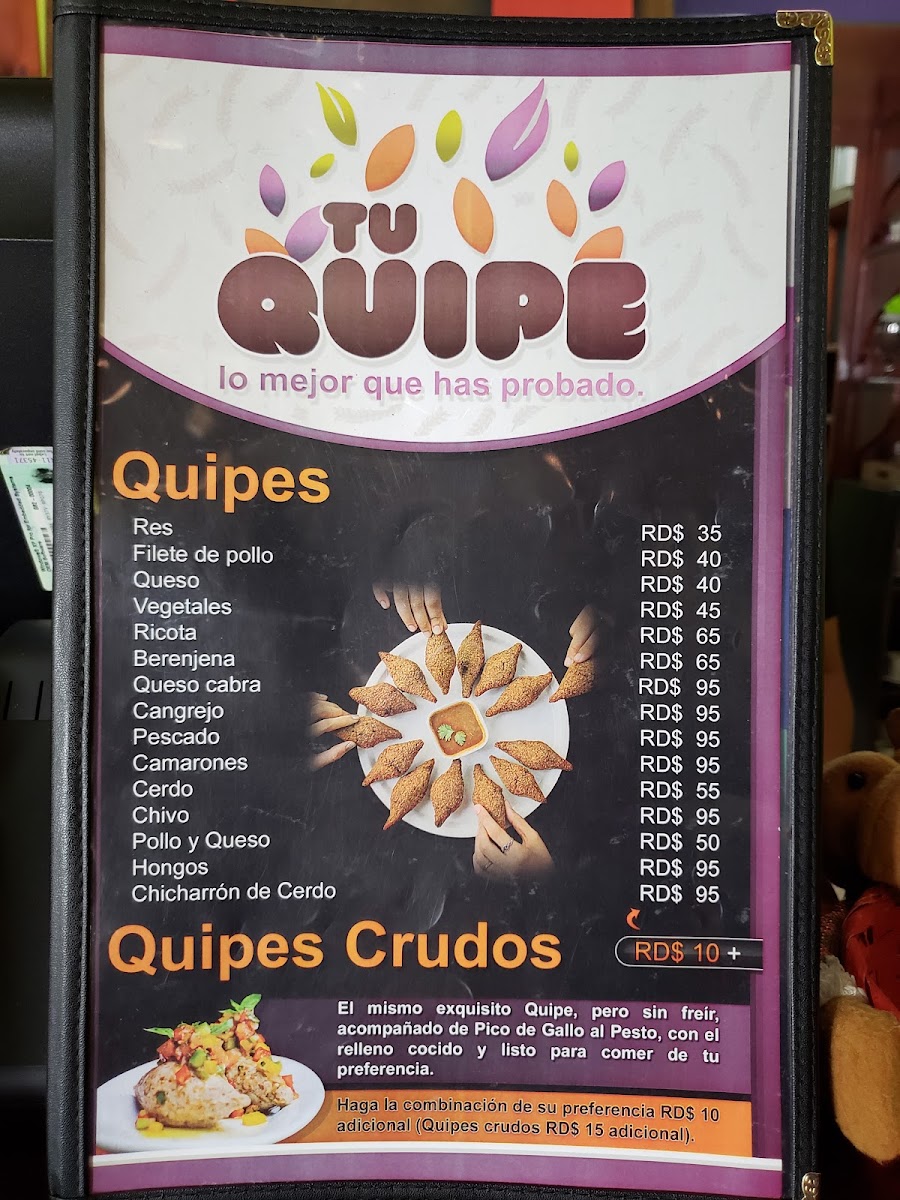 TU
QUIPE
lo mejor que has probado.
Quipes
Res RD$ 35
Filete de pollo RD$ 40
Queso RD$ 40
Vegetales RD$ 45
Ricota RD$ 65
Berenjena RD$ 65
Queso cabra RD$ 95
Cangrejo RD$ 95
Pescado RD$ 95
Camarones RD$ 95
Cerdo RD$ 55
Chivo RD$ 95
Pollo y Queso RD$ 50
Hongos RD$ 95
Chicharrón de Cerdo RD$ 95
Quipes Crudos RD$ 10 +
El mismo exquisito Quipe, pero sin freír,
acompañado de Pico de Gallo al Pesto, con el
relleno cocido y listo para comer de tu
preferencia.
Haga la combinación de su preferencia RD$ 10
adicional (Quipes crudos RD$ 15 adicional).